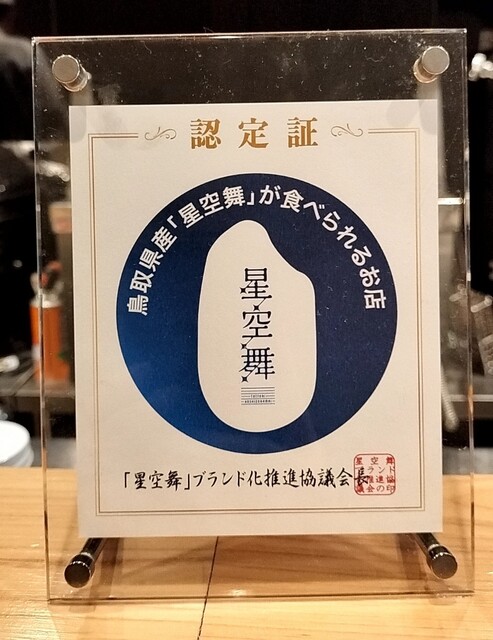 認定証
鳥取県産「星空舞」が食べられるお店
星空舞
「星空舞」ブランド化推進協議会長